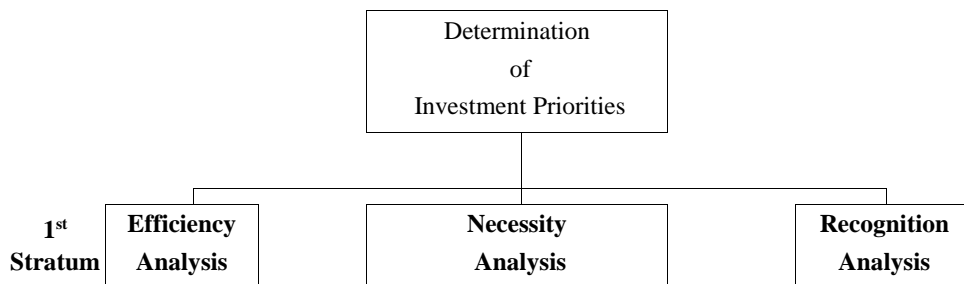 Determination
of
Investment Priorities
1st Efficiency Necessity Recognition
Stratum Analysis Analysis Analysis